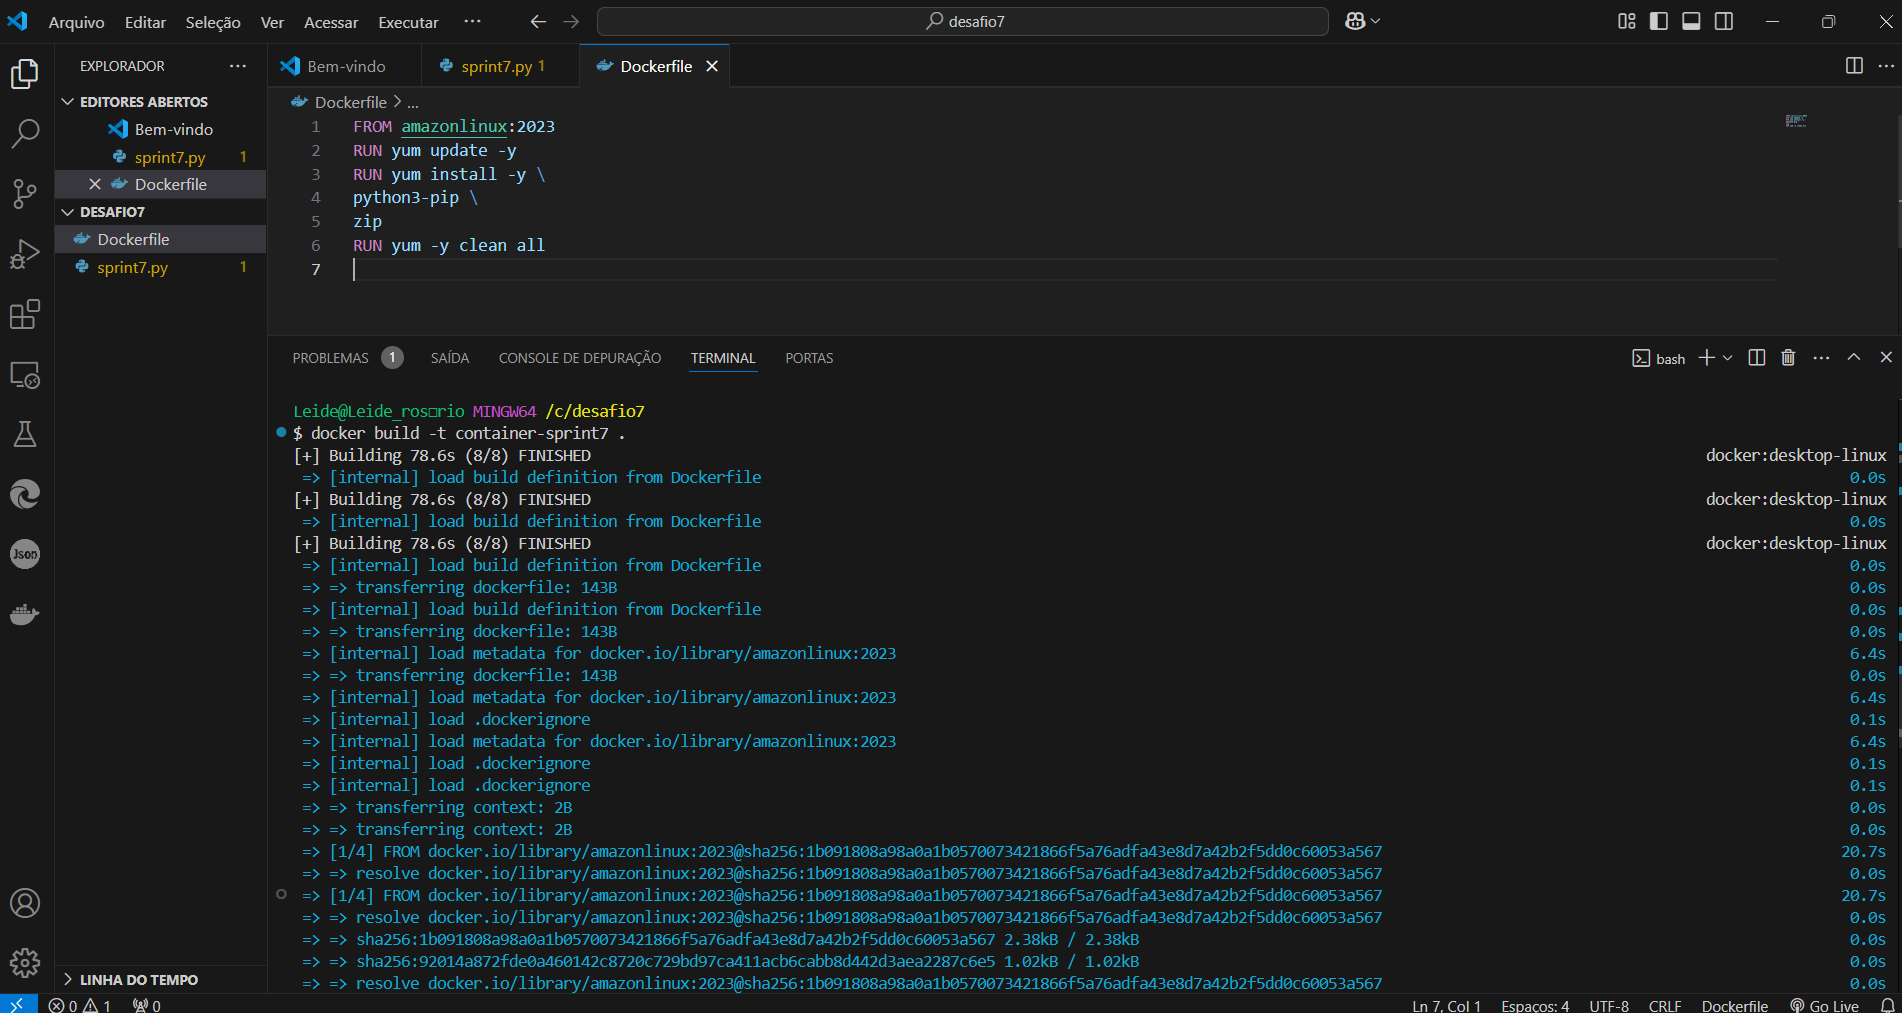 Arquivo Editar Seleção Ver Acessar Executar ... desafio7
EXPLORADOR ...
EDITORES ABERTOS
Bem-vindo
sprint7.py 1
Dockerfile
DESAFIO7
Dockerfile
sprint7.py 1
LINHA DO TEMPO
Json
Bem-vindo sprint7.py 1 Dockerfile
Dockerfile > ...
1 FROM amazonlinux:2023
2 RUN yum update -y
3 RUN yum install -y \
4 python3-pip \
5 zip
6 RUN yum -y clean all
7
PROBLEMAS 1 SAÍDA CONSOLE DE DEPURAÇÃO TERMINAL PORTAS bash
Leide@Leide_ros□rio MINGW64 /c/desafio7
$ docker build -t container-sprint7 .
[+] Building 78.6s (8/8) FINISHED docker:desktop-linux
=> [internal] load build definition from Dockerfile 0.0s
[+] Building 78.6s (8/8) FINISHED docker:desktop-linux
=> [internal] load build definition from Dockerfile 0.0s
[+] Building 78.6s (8/8) FINISHED docker:desktop-linux
=> [internal] load build definition from Dockerfile 0.0s
=> => transferring dockerfile: 143B 0.0s
=> [internal] load build definition from Dockerfile 0.0s
=> => transferring dockerfile: 143B 0.0s
=> [internal] load metadata for docker.io/library/amazonlinux:2023 6.4s
=> => transferring dockerfile: 143B 0.0s
=> [internal] load metadata for docker.io/library/amazonlinux:2023 6.4s
=> [internal] load .dockerignore 0.1s
=> [internal] load metadata for docker.io/library/amazonlinux:2023 6.4s
=> [internal] load .dockerignore 0.1s
=> [internal] load .dockerignore 0.1s
=> => transferring context: 2B 0.0s
=> => transferring context: 2B 0.0s
=> [1/4] FROM docker.io/library/amazonlinux:2023@sha256:1b091808a98a0a1b0570073421866f5a76adfa43e8d7a42b2f5dd0c60053a567 20.7s
=> => resolve docker.io/library/amazonlinux:2023@sha256:1b091808a98a0a1b0570073421866f5a76adfa43e8d7a42b2f5dd0c60053a567 0.0s
=> [1/4] FROM docker.io/library/amazonlinux:2023@sha256:1b091808a98a0a1b0570073421866f5a76adfa43e8d7a42b2f5dd0c60053a567 20.7s
=> => resolve docker.io/library/amazonlinux:2023@sha256:1b091808a98a0a1b0570073421866f5a76adfa43e8d7a42b2f5dd0c60053a567 0.0s
=> => sha256:1b091808a98a0a1b0570073421866f5a76adfa43e8d7a42b2f5dd0c60053a567 2.38kB / 2.38kB 0.0s
=> => sha256:92014a872fde0a460142c8720c729bd97ca411acb6cabb8d442d3aea2287c6e5 1.02kB / 1.02kB 0.0s
=> => resolve docker.io/library/amazonlinux:2023@sha256:1b091808a98a0a1b0570073421866f5a76adfa43e8d7a42b2f5dd0c60053a567 0.0s
0 1 0 Ln 7, Col 1 Espaços: 4 UTF-8 CRLF Dockerfile Go Live